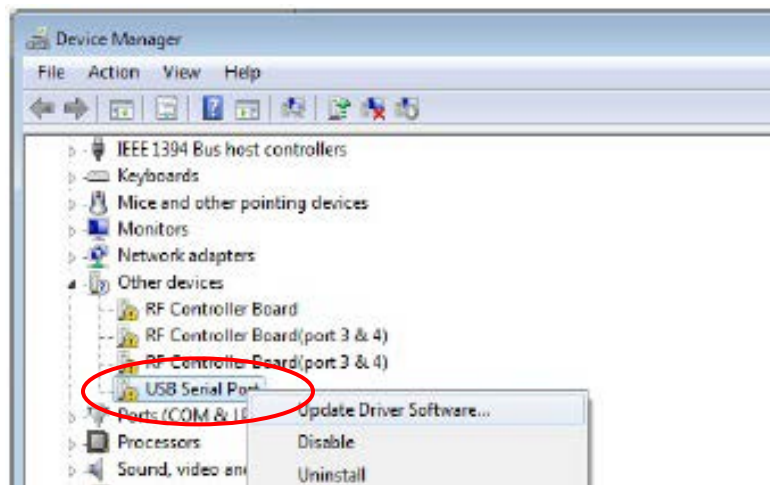 Device Manager
File Action View Help
IEEE 1394 Bus host controllers
Keyboards
Mice and other pointing devices
Monitors
Network adapters
Other devices
RF Controller Board
RF Controller Board(port 3 & 4)
RF Controller Board(port 3 & 4)
USB Serial Port
Ports (COM & LP
Update Driver Software...
Processors
Disable
Sound, video an
Uninstall